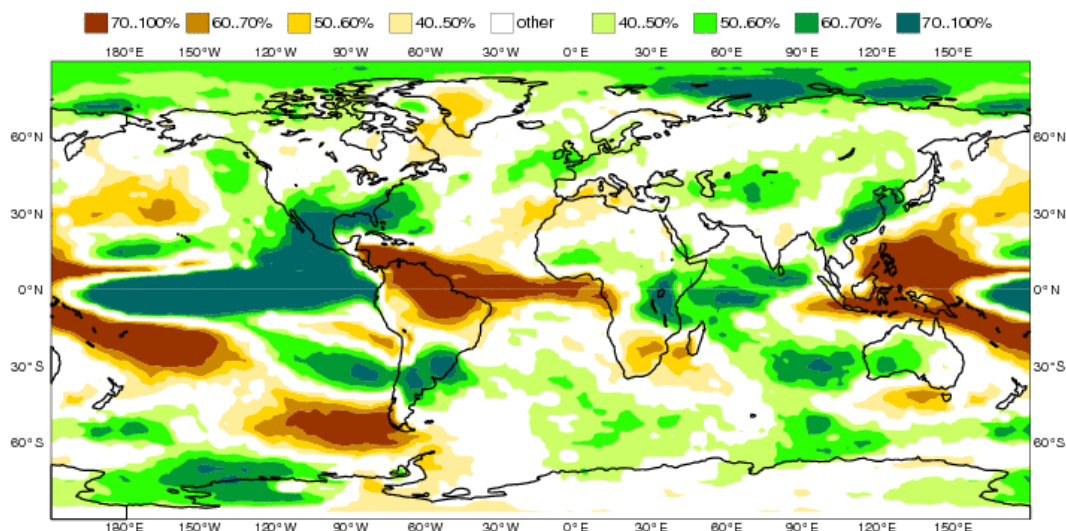 70..100% 60..70% 50..60% 40..50% other 40..50% 50..60% 60..70% 70..100%
180°E 150°W 120°W 90°W 60°W 30°W 0°E 30°E 60°E 90°E 120°E 150°E
60°N 60°N
30°N 30°N
0°N 0°N
30°S 30°S
60°S 60°S
180°E 150°W 120°W 90°W 60°W 30°W 0°E 30°E 60°E 90°E 120°E 150°E